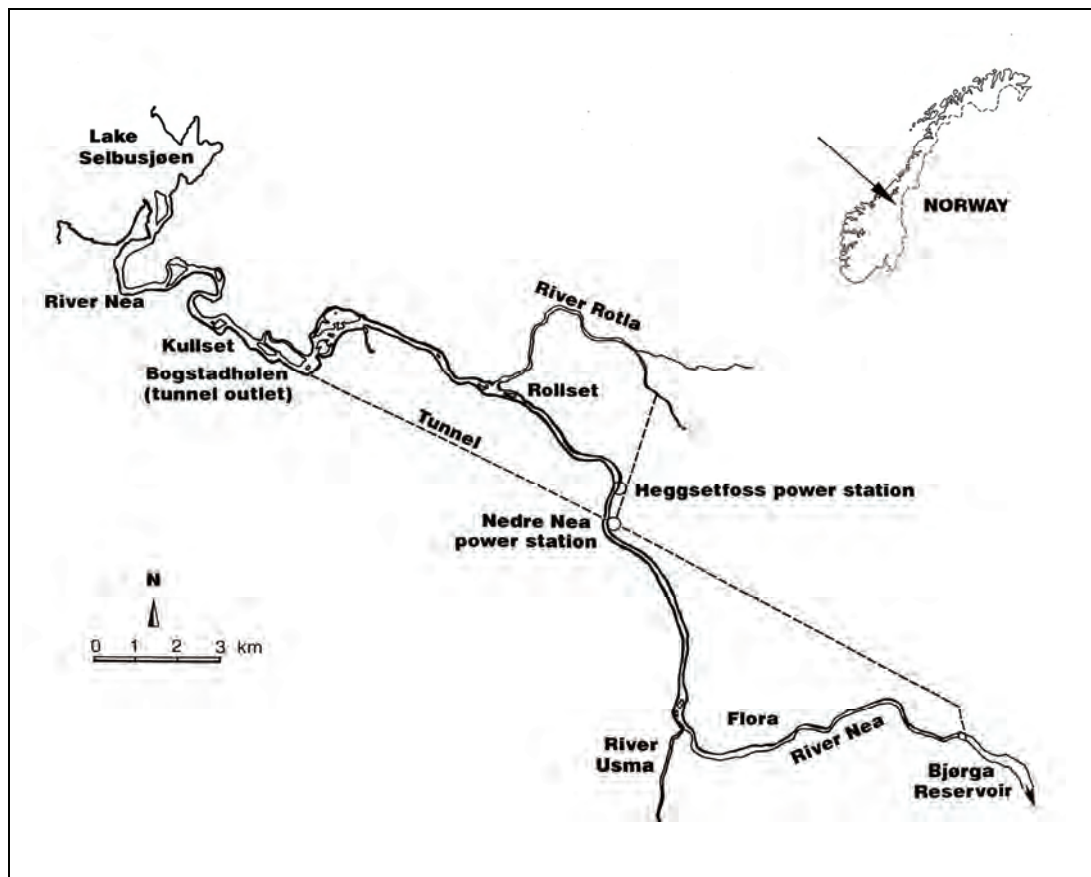 Lake
Selbusjøen
NORWAY
River Nea
River Rotla
Kullset
Bogstadhølen
(tunnel outlet)
Rollset
Tunnel
Heggsetfoss power station
Nedre Nea
power station
N
0 1 2 3 km
Flora
River Nea
River
Usma
Bjørga
Reservoir